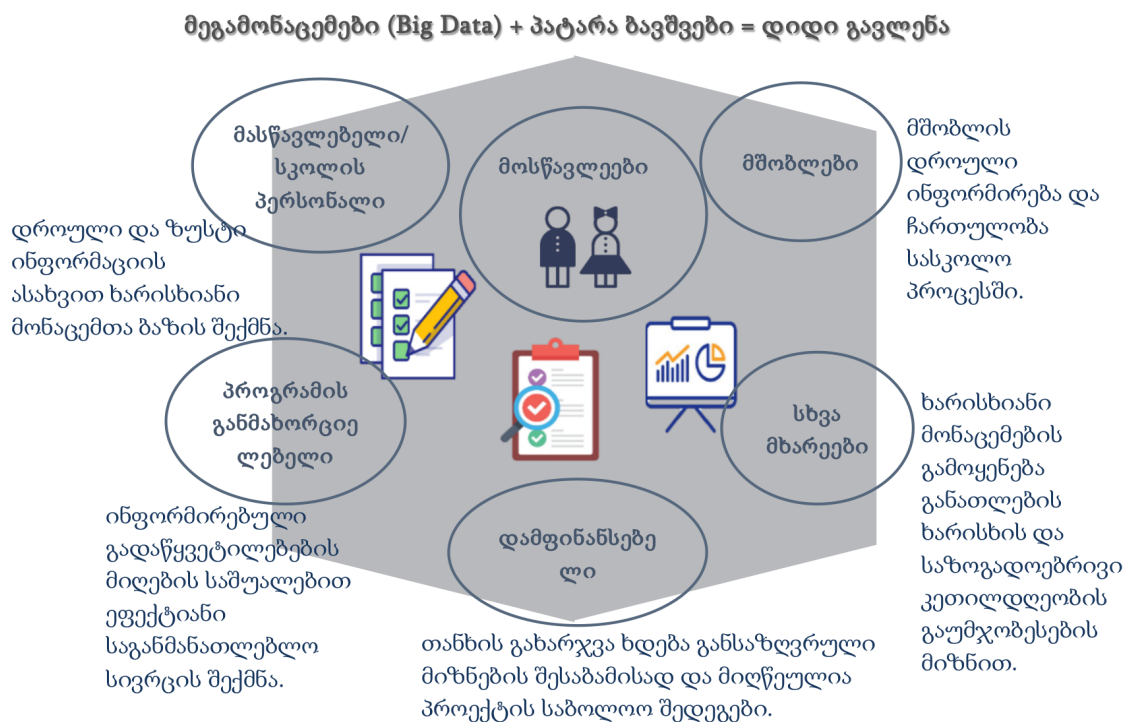 მეგამონაცემები (Big Data) + პატარა ბავშვები = დიდი გავლენა
მასწავლებელი/
სკოლის
პერსონალი
დროული და ზუსტი
ინფორმაციის
ასახვით ხარისხიანი
მონაცემთა ბაზის შექმნა.
მოსწავლეები
მშობლები
მშობლის
დროული
ინფორმირება და
ჩართულობა
სასკოლო
პროცესში.
პროგრამის
განმახორციე
ლებელი
ინფორმირებული
გადაწყვეტილებების
მიღების საშუალებით
ეფექტიანი
საგანმანათლებლო
სივრცის შექმნა.
დამფინანსებე
ლი
თანხის გახარჯვა ხდება განსაზღვრული
მიზნების შესაბამისად და მიღწეულია
პროექტის საბოლოო შედეგები.
სხვა
მხარეები
ხარისხიანი
მონაცემების
გამოყენება
განათლების
ხარისხის და
საზოგადოებრივი
კეთილდღეობის
გაუმჯობესების
მიზნით.